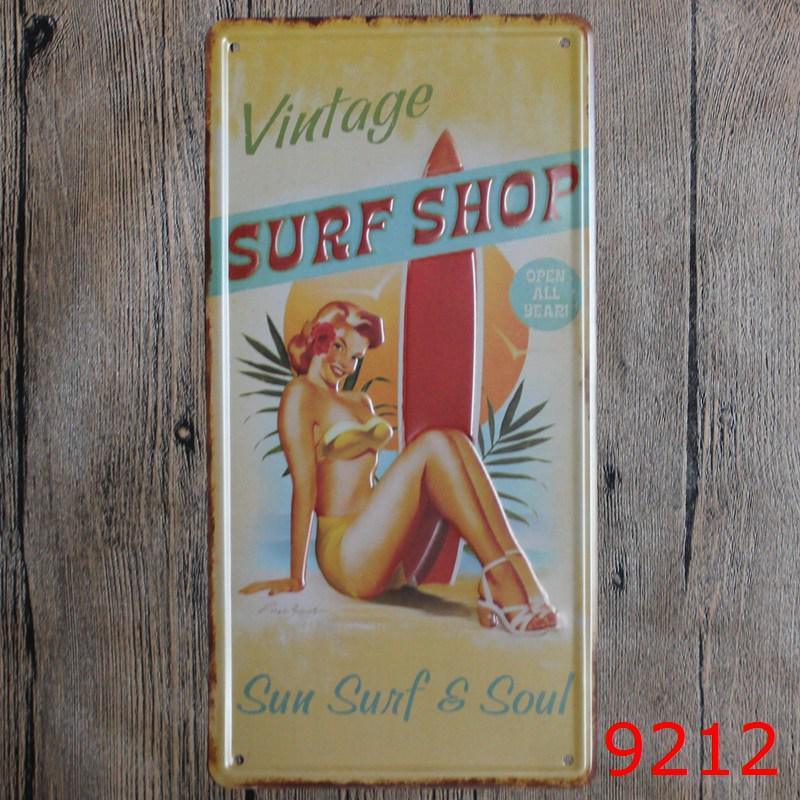 Vintage
SURF SHOP
OPEN
ALL
YEAR!
Sun Surf & Soul
9212